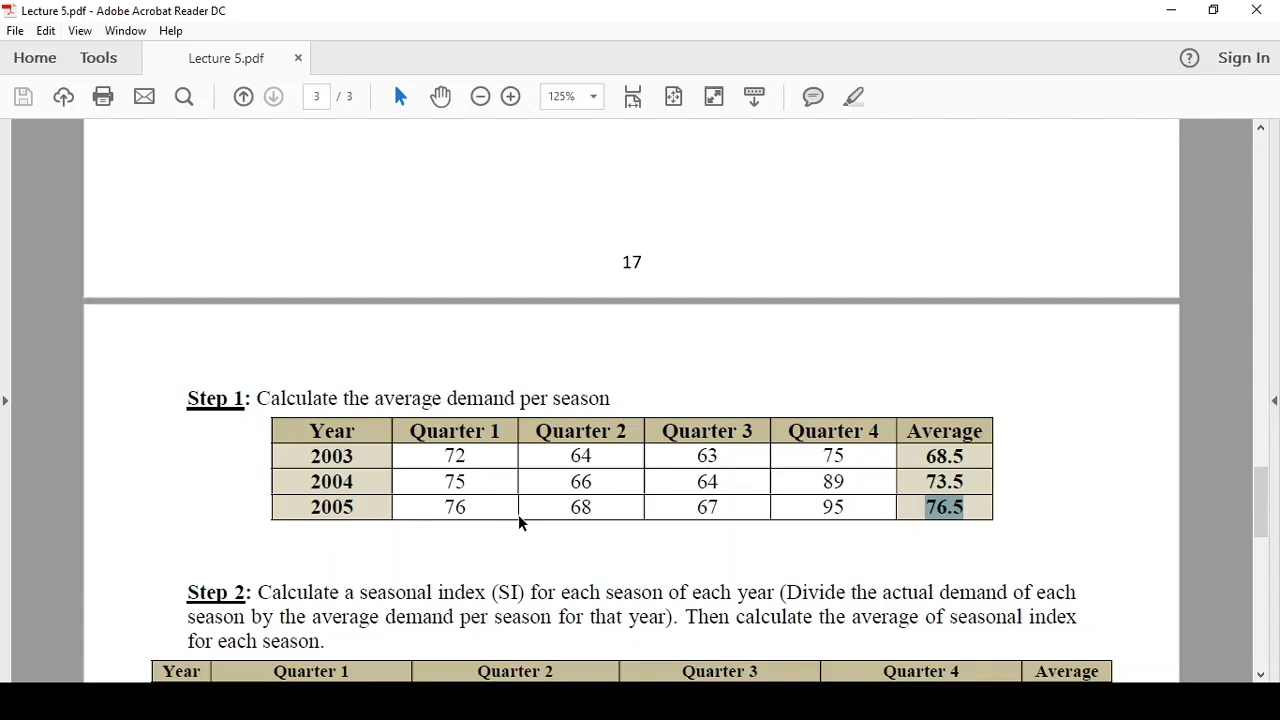 Lecture 5.pdf - Adobe Acrobat Reader DC
File Edit View Window Help
Home Tools Lecture 5.pdf × ? Sign In
3 / 3 125%
17
Step 1: Calculate the average demand per season
Year Quarter 1 Quarter 2 Quarter 3 Quarter 4 Average
2003 72 64 63 75 68.5
2004 75 66 64 89 73.5
2005 76 68 67 95 76.5
Step 2: Calculate a seasonal index (SI) for each season of each year (Divide the actual demand of each
season by the average demand per season for that year). Then calculate the average of seasonal index
for each season.
Year Quarter 1 Quarter 2 Quarter 3 Quarter 4 Average